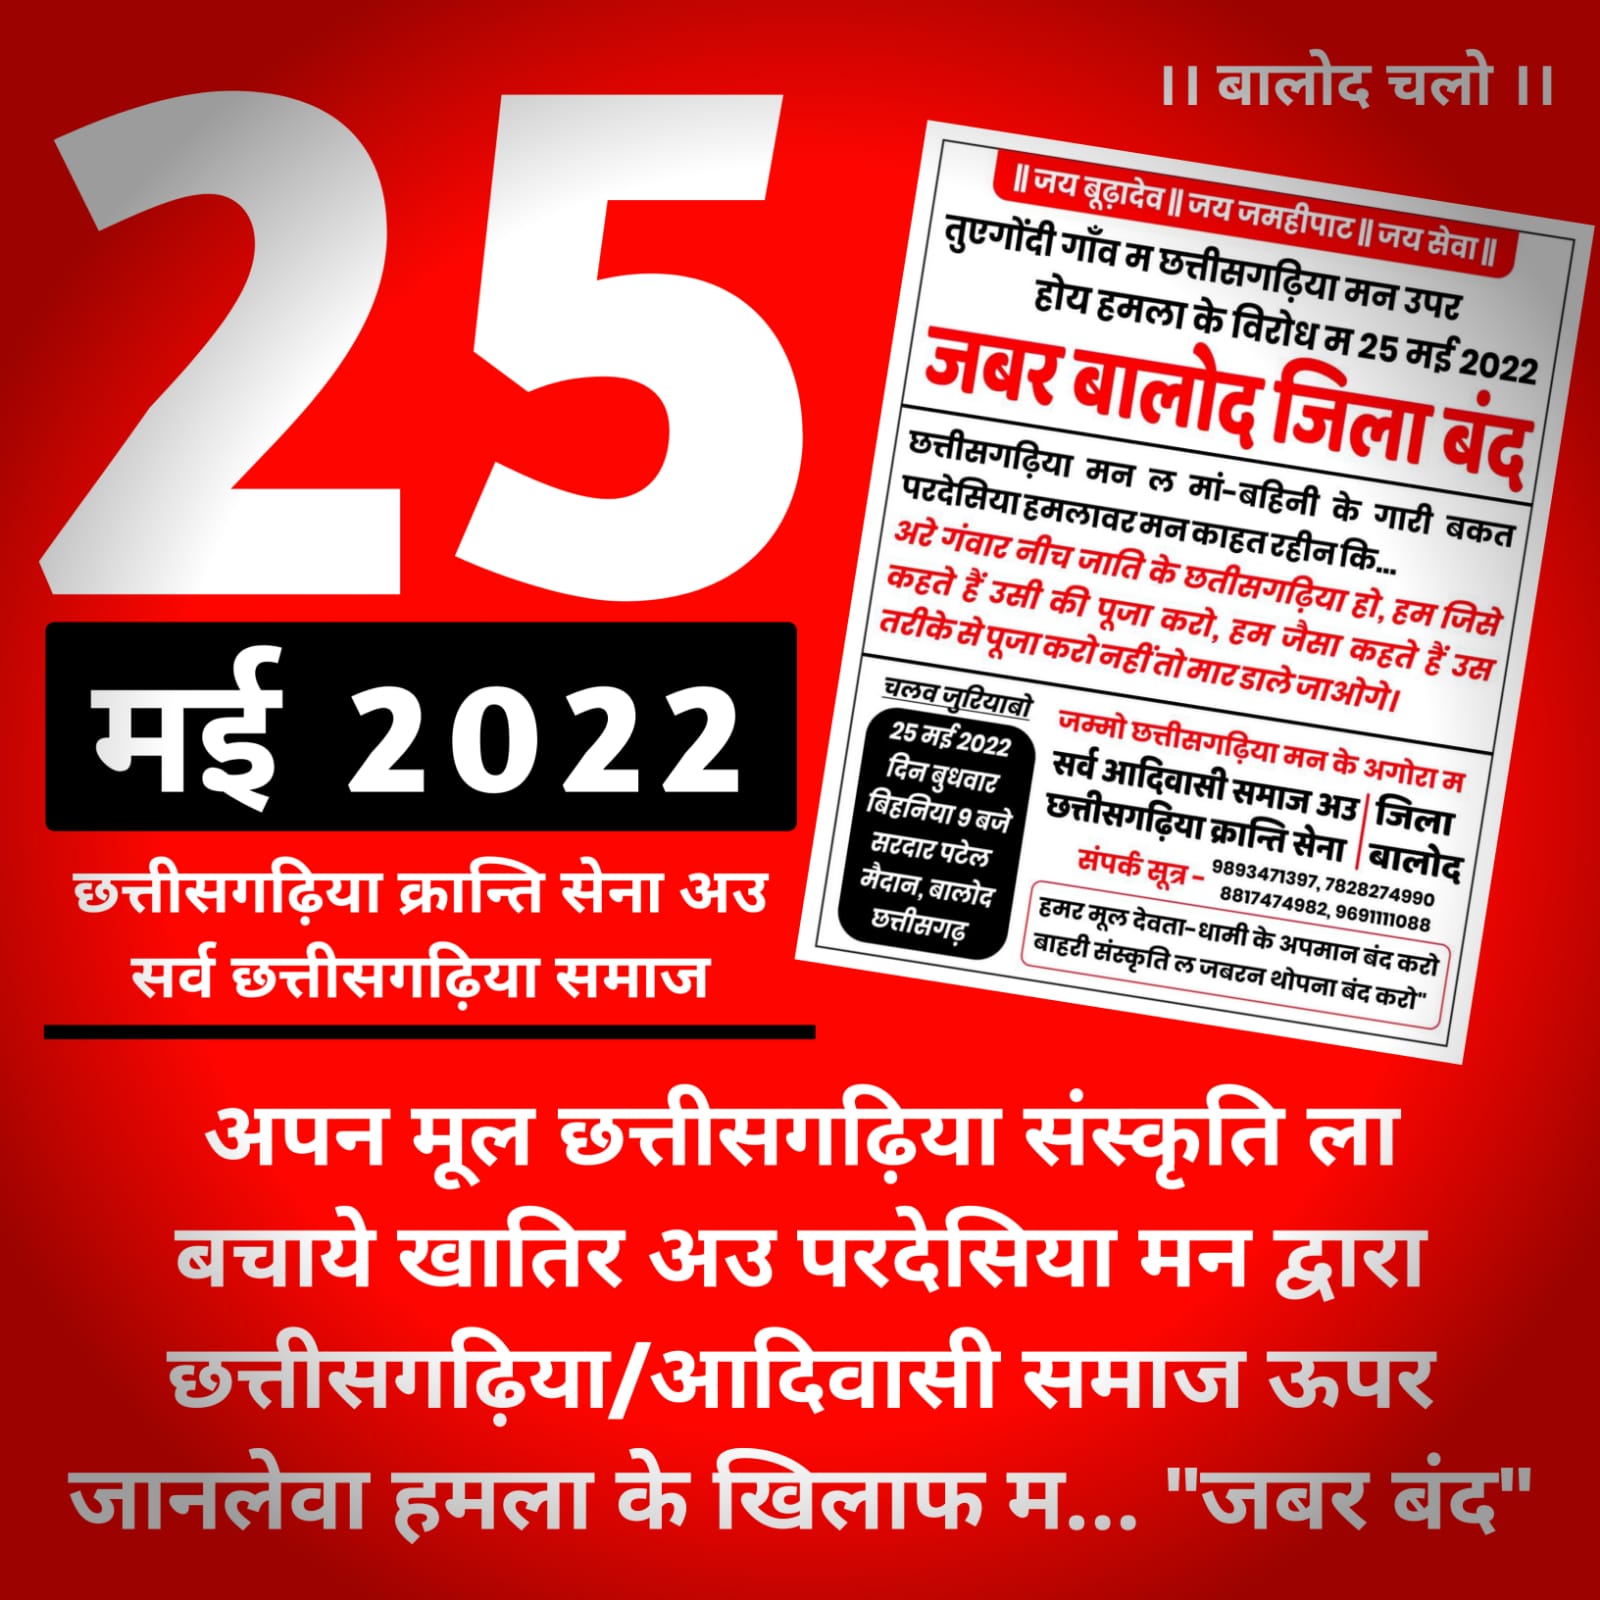 ।। बालोद चलो ।।
25
मई 2022
छत्तीसगढ़िया क्रान्ति सेना अउ
सर्व छत्तीसगढ़िया समाज
॥ जय बूढ़ादेव ॥ जय जमहीपाट ॥ जय सेवा ॥
तुएगोंदी गाँव म छत्तीसगढ़िया मन उपर
होय हमला के विरोध म 25 मई 2022
जबर बालोद जिला बंद
छत्तीसगढ़िया मन ल मां-बहिनी के गारी बकत
परदेसिया हमलावर मन काहत रहीन कि...
अरे गंवार नीच जाति के छतीसगढ़िया हो, हम जिसे
कहते हैं उसी की पूजा करो, हम जैसा कहते हैं उस
तरीके से पूजा करो नहीं तो मार डाले जाओगे।
चलव जुरियाबो
25 मई 2022
दिन बुधवार
बिहनिया 9 बजे
सरदार पटेल
मैदान, बालोद
छत्तीसगढ़
जम्मो छत्तीसगढ़िया मन के अगोरा म
सर्व आदिवासी समाज अउ
छत्तीसगढ़िया क्रान्ति सेना
जिला
बालोद
संपर्क सूत्र - 9893471397, 7828274990
8817474982, 9691111088
हमर मूल देवता-धामी के अपमान बंद करो
बाहरी संस्कृति ल जबरन थोपना बंद करो"
अपन मूल छत्तीसगढ़िया संस्कृति ला
बचाये खातिर अउ परदेसिया मन द्वारा
छत्तीसगढ़िया/आदिवासी समाज ऊपर
जानलेवा हमला के खिलाफ म... "जबर बंद"